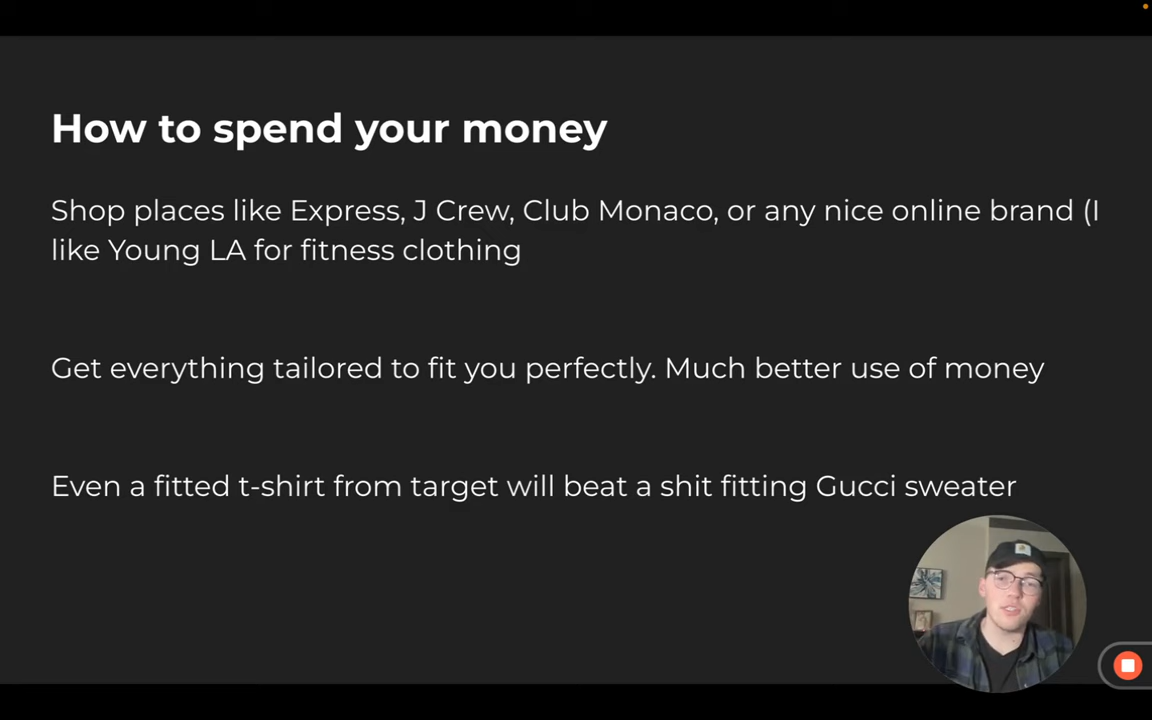 How to spend your money
Shop places like Express, J Crew, Club Monaco, or any nice online brand (I
like Young LA for fitness clothing
Get everything tailored to fit you perfectly. Much better use of money
Even a fitted t-shirt from target will beat a shit fitting Gucci sweater